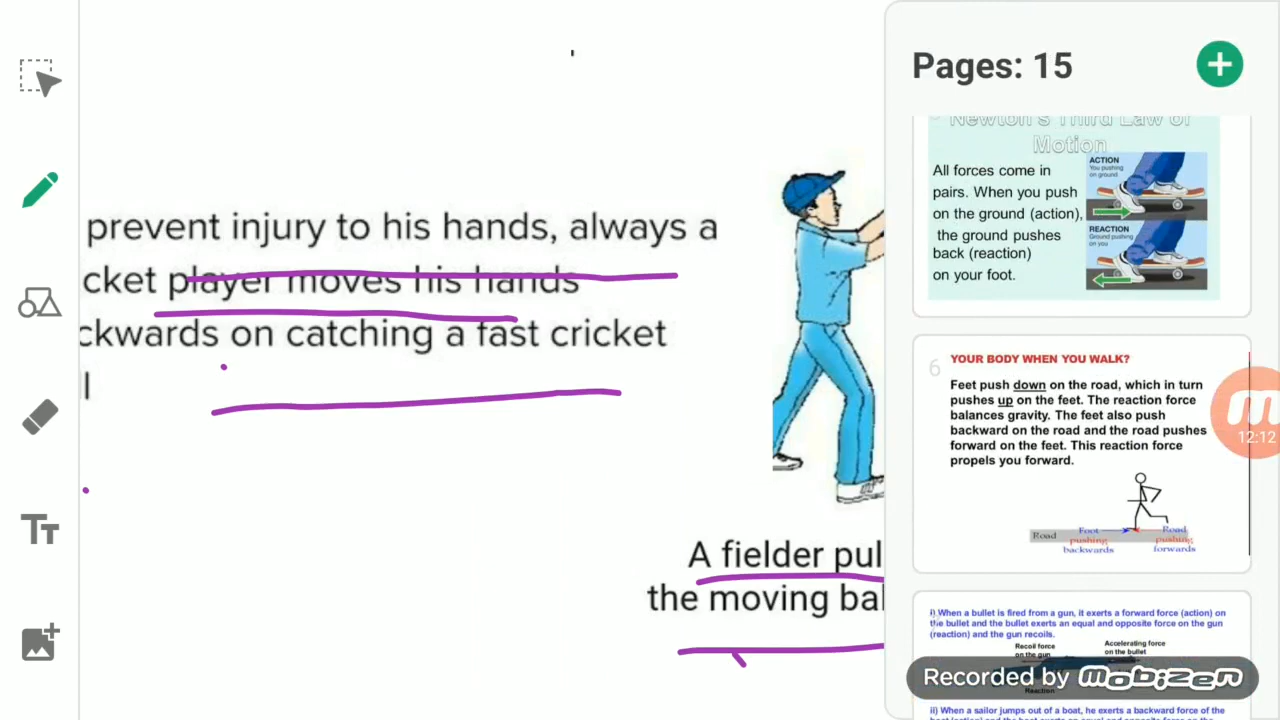 prevent injury to his hands, always a
cket player moves his hands
ckwards on catching a fast cricket
ll
A fielder pul
the moving bal
Pages: 15
Newton's Third Law of
Motion
All forces come in
pairs. When you push
on the ground (action),
the ground pushes
back (reaction)
on your foot.
ACTION
You pushing
on ground
REACTION
Ground pushing
on you
6
YOUR BODY WHEN YOU WALK?
Feet push down on the road, which in turn
pushes up on the feet. The reaction force
balances gravity. The feet also push
backward on the road and the road pushes
forward on the feet. This reaction force
propels you forward.
Road
Foot
pushing
backwards
Road
pushing
forwards
12:12
i) When a bullet is fired from a gun, it exerts a forward force (action) on
the bullet and the bullet exerts an equal and opposite force on the gun
(reaction) and the gun recoils.
Recoil force
on the gun
Accelerating force
on the bullet
Reaction
Recorded by mobizen
ii) When a sailor jumps out of a boat, he exerts a backward force of the
Tт